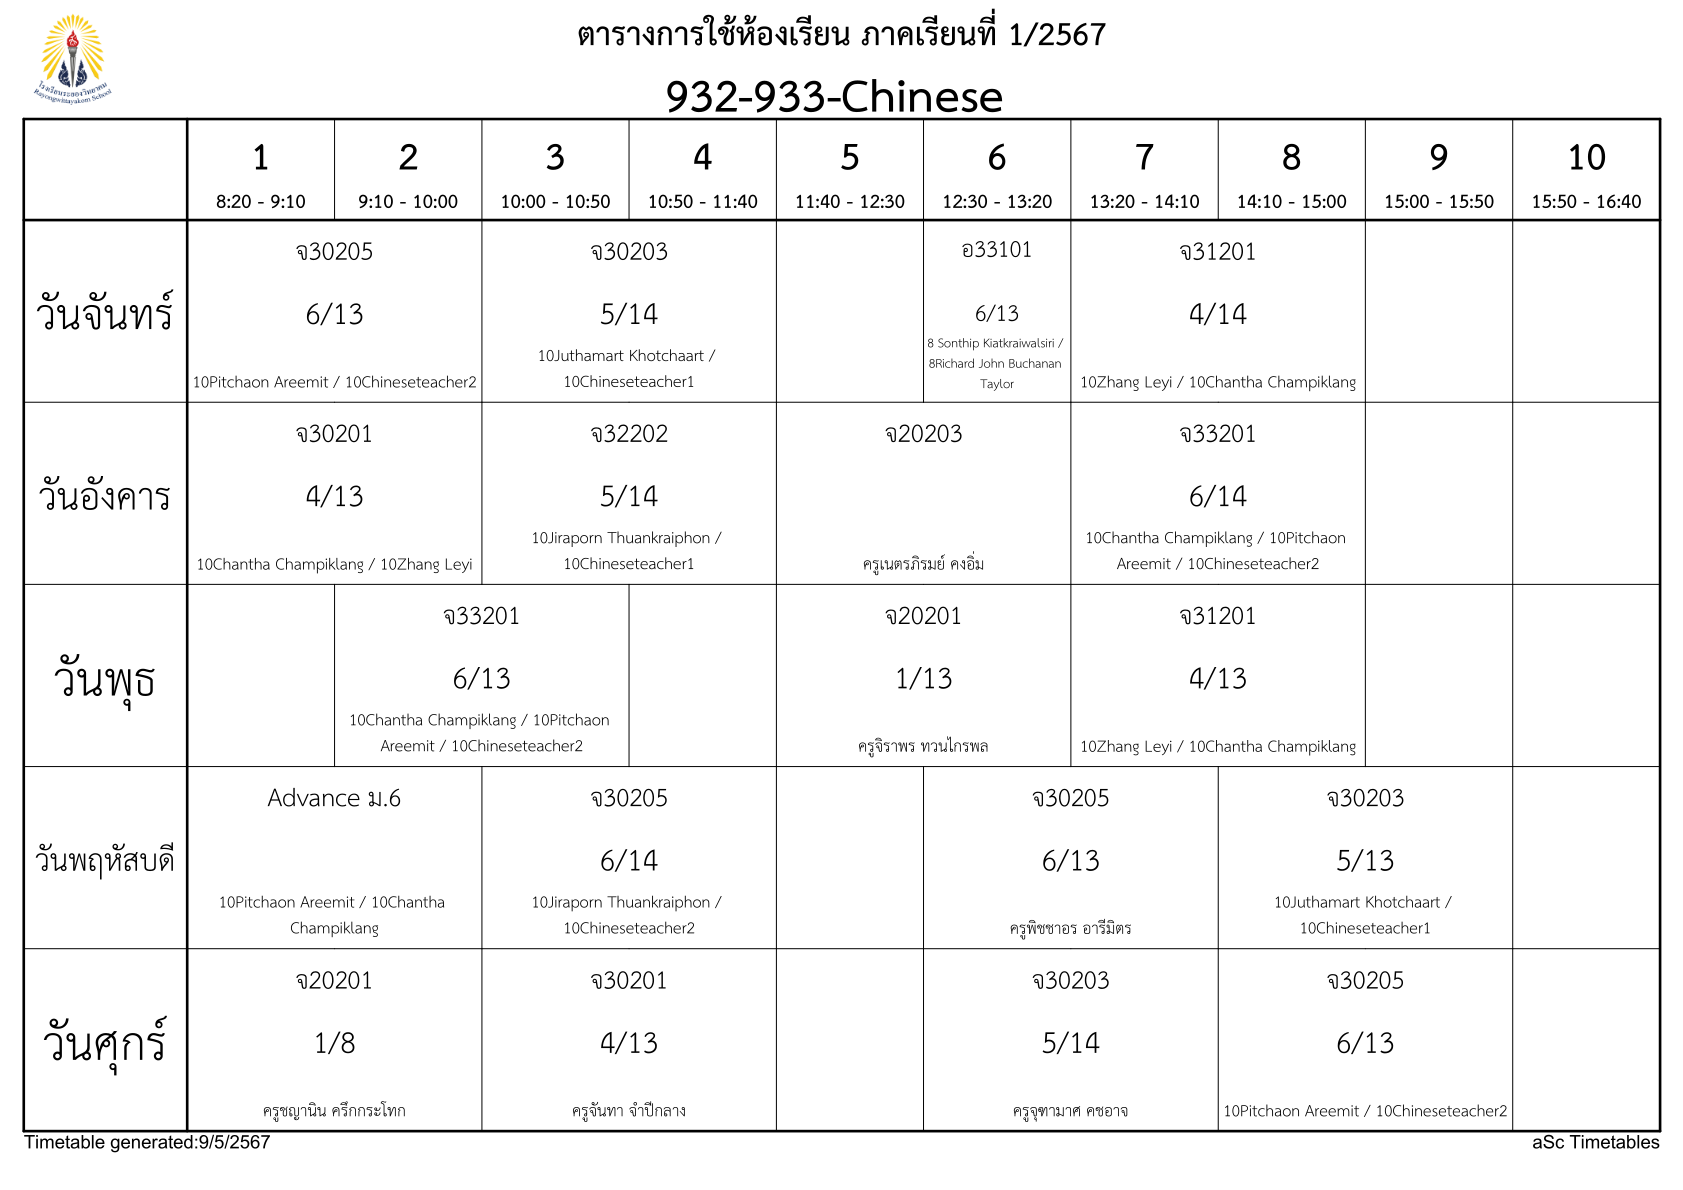 ตารางการใช้ห้องเรียน ภาคเรียนที่ 1/2567
932-933-Chinese
โรงเรียนระยองวิทยาคม
Rayongwittayakom School
1 2 3 4 5 6 7 8 9 10
8:20 - 9:10 9:10 - 10:00 10:00 - 10:50 10:50 - 11:40 11:40 - 12:30 12:30 - 13:20 13:20 - 14:10 14:10 - 15:00 15:00 - 15:50 15:50 - 16:40
วันจันทร์
จ30205
6/13
10Pitchaon Areemit / 10Chineseteacher2
จ30203
5/14
10Juthamart Khotchaart /
10Chineseteacher1
อ33101
6/13
8 Sonthip Kiatkraiwalsiri /
8Richard John Buchanan
Taylor
จ31201
4/14
10Zhang Leyi / 10Chantha Champiklang
วันอังคาร
จ30201
4/13
10Chantha Champiklang / 10Zhang Leyi
จ32202
5/14
10Jiraporn Thuankraiphon /
10Chineseteacher1
จ20203
ครูเนตรภิรมย์ คงอิ่ม
จ33201
6/14
10Chantha Champiklang / 10Pitchaon
Areemit / 10Chineseteacher2
วันพุธ
จ33201
6/13
10Chantha Champiklang / 10Pitchaon
Areemit / 10Chineseteacher2
จ20201
1/13
ครูจิราพร ทวนไกรพล
จ31201
4/13
10Zhang Leyi / 10Chantha Champiklang
วันพฤหัสบดี
Advance ม.6
10Pitchaon Areemit / 10Chantha
Champiklang
จ30205
6/14
10Jiraporn Thuankraiphon /
10Chineseteacher2
จ30205
6/13
ครูพิชชาอร อารีมิตร
จ30203
5/13
10Juthamart Khotchaart /
10Chineseteacher1
วันศุกร์
จ20201
1/8
ครูชญานิน ครึกกระโทก
จ30201
4/13
ครูจันทา จำปีกลาง
จ30203
5/14
ครูจุฑามาศ คชอาจ
จ30205
6/13
10Pitchaon Areemit / 10Chineseteacher2
Timetable generated:9/5/2567
aSc Timetables